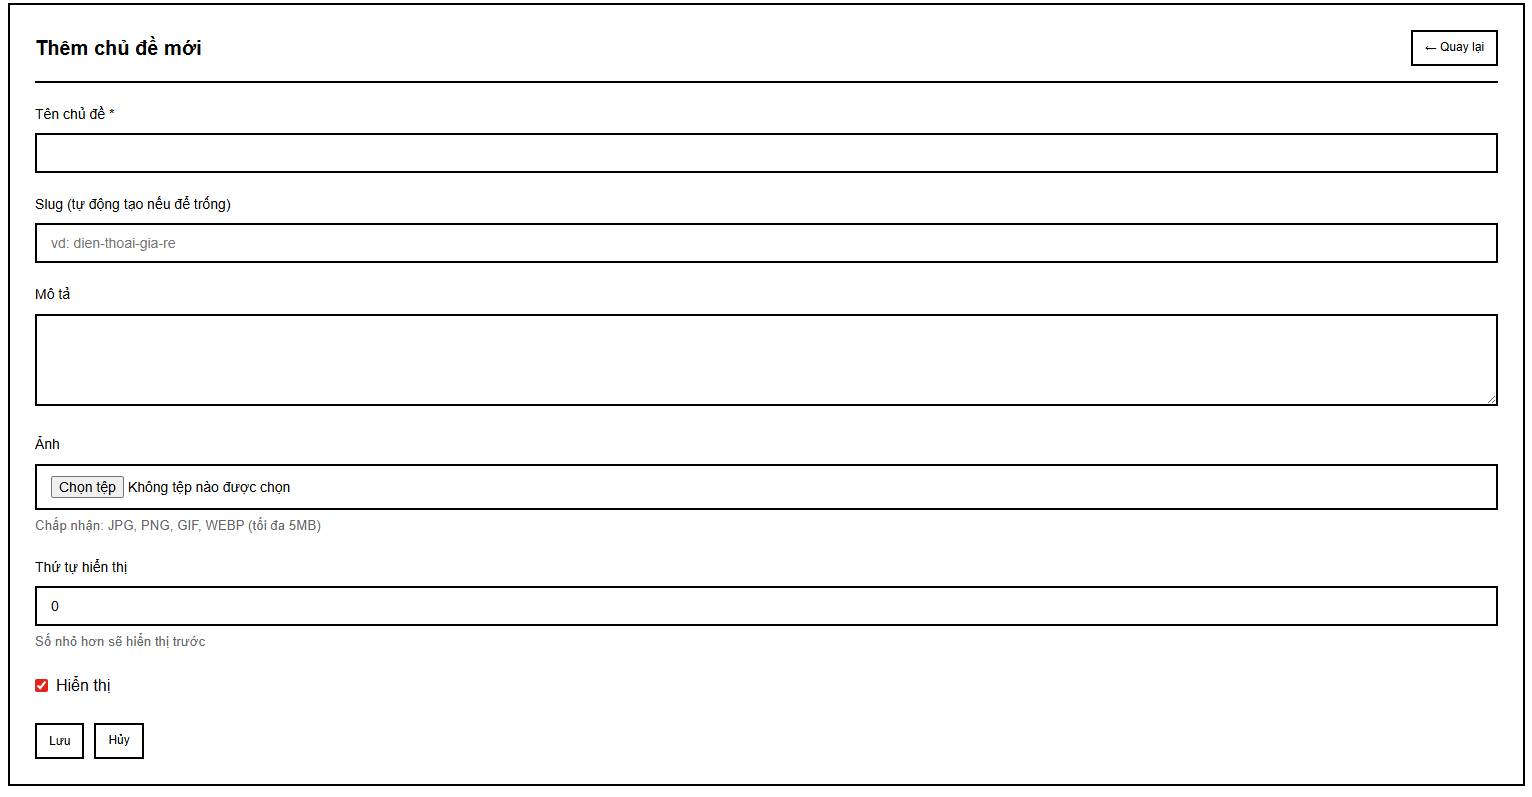 Thêm chủ đề mới
← Quay lại
Tên chủ đề *
Slug (tự động tạo nếu để trống)
vd: dien-thoai-gia-re
Mô tả
Ảnh
Chọn tệp Không tệp nào được chọn
Chấp nhận: JPG, PNG, GIF, WEBP (tối đa 5MB)
Thứ tự hiển thị
0
Số nhỏ hơn sẽ hiển thị trước
Hiển thị
Lưu Hủy